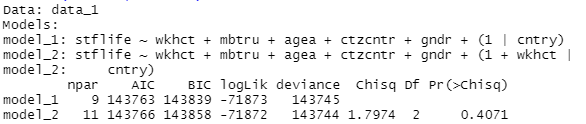 Data: data_1
Models:
model_1: stflife ~ wkhct + mbtru + agea + ctzcntr + gndr + (1 | cntry)
model_2: stflife ~ wkhct + mbtru + agea + ctzcntr + gndr + (1 + wkhct |
model_2:     cntry)
        npar    AIC    BIC logLik deviance  Chisq Df Pr(>Chisq)
model_1    9 143763 143839 -71873   143745
model_2   11 143766 143858 -71872   143744 1.7974  2     0.4071